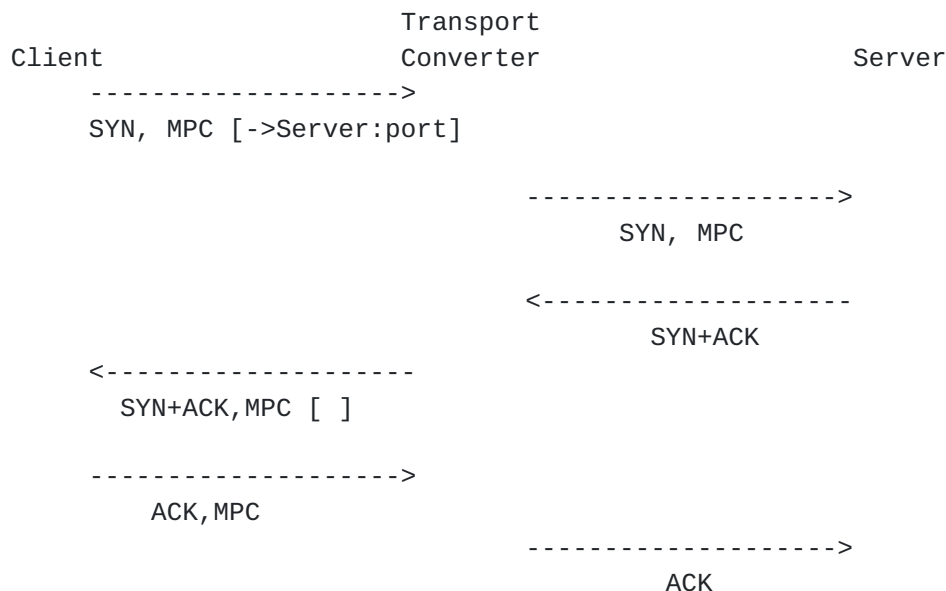 Transport
Client Converter Server
-------------------->
SYN, MPC [->Server:port]
-------------------->
SYN, MPC
<--------------------
SYN+ACK
<---------------------
SYN+ACK,MPC [ ]
-------------------->
ACK,MPC
-------------------->
ACK